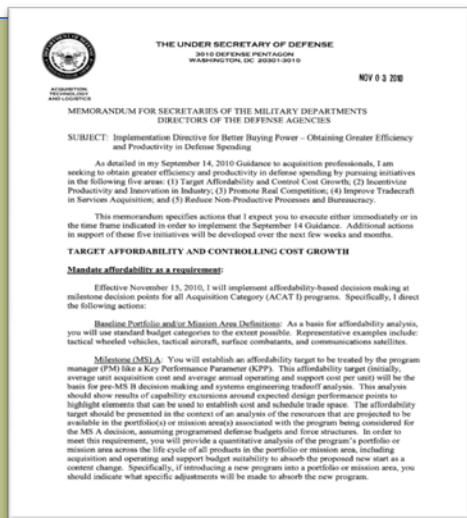 THE UNDER SECRETARY OF DEFENSE
3010 DEFENSE PENTAGON
WASHINGTON, DC 20301-3010
NOV 03 2010
ACQUISITION,
TECHNOLOGY
AND LOGISTICS
MEMORANDUM FOR SECRETARIES OF THE MILITARY DEPARTMENTS
DIRECTORS OF THE DEFENSE AGENCIES
SUBJECT: Implementation Directive for Better Buying Power – Obtaining Greater Efficiency
and Productivity in Defense Spending
As detailed in my September 14, 2010 Guidance to acquisition professionals, I am
seeking to obtain greater efficiency and productivity in defense spending by pursuing initiatives
in the following five areas: (1) Target Affordability and Control Cost Growth; (2) Incentivize
Productivity and Innovation in Industry; (3) Promote Real Competition; (4) Improve Tradecraft
in Services Acquisition; and (5) Reduce Non-Productive Processes and Bureaucracy.
This memorandum specifies actions that I expect you to execute either immediately or in
the time frame indicated in order to implement the September 14 Guidance. Additional actions
in support of these five initiatives will be developed over the next few weeks and months.
TARGET AFFORDABILITY AND CONTROLLING COST GROWTH
Mandate affordability as a requirement:
Effective November 15, 2010, I will implement affordability-based decision making at
milestone decision points for all Acquisition Category (ACAT I) programs. Specifically, I direct
the following actions:
Baseline Portfolio and/or Mission Area Definitions: As a basis for affordability analysis,
you will use standard budget categories to the extent possible. Representative examples include:
tactical wheeled vehicles, tactical aircraft, surface combatants, and communications satellites.
Milestone (MS) A: You will establish an affordability target to be treated by the program
manager (PM) like a Key Performance Parameter (KPP). This affordability target (initially,
average unit acquisition cost and average annual operating and support cost per unit) will be the
basis for pre-MS B decision making and systems engineering tradeoff analysis. This analysis
should show results of capability excursions around expected design performance points to
highlight elements that can be used to establish cost and schedule trade space. The affordability
target should be presented in the context of an analysis of the resources that are projected to be
available in the portfolio(s) or mission area(s) associated with the program being considered for
the MS A decision, assuming programmed defense budgets and force structures. In order to
meet this requirement, you will provide a quantitative analysis of the program's portfolio or
mission area across the life cycle of all products in the portfolio or mission area, including
acquisition and operating and support budget suitability to absorb the proposed new start as a
content change. Specifically, if introducing a new program into a portfolio or mission area, you
should indicate what specific adjustments will be made to absorb the new program.